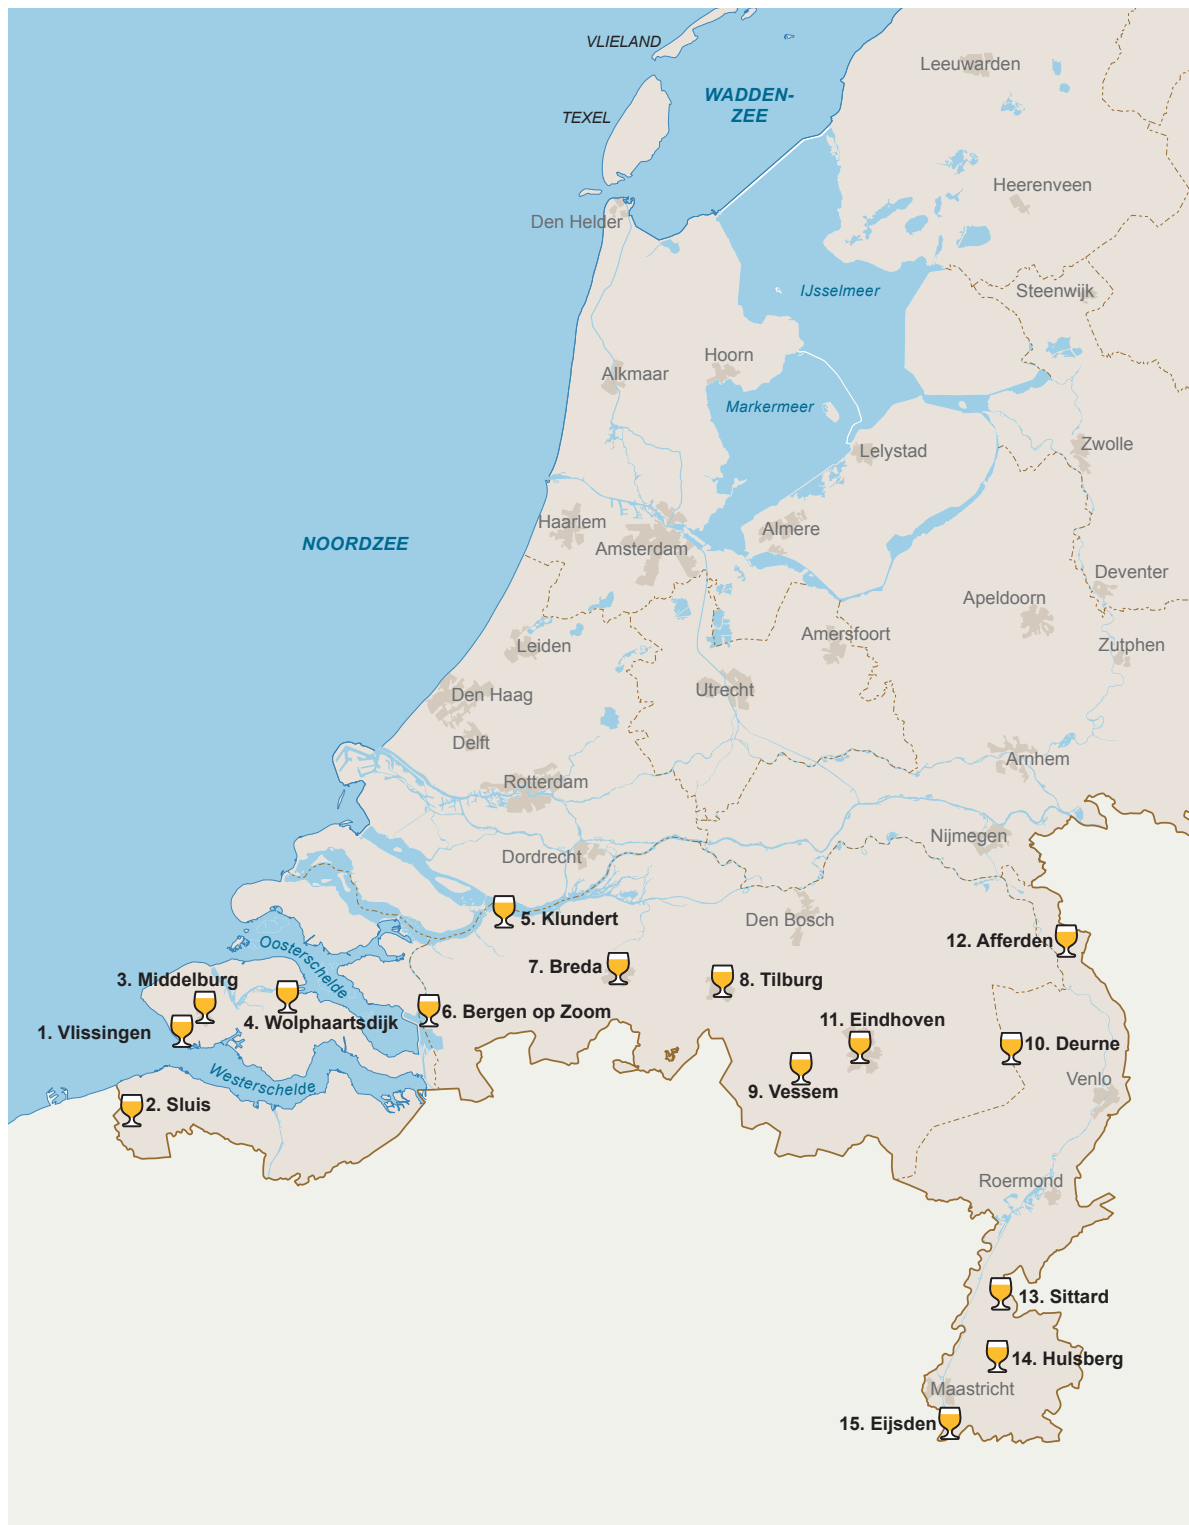 VLIELAND
Leeuwarden
WADDEN-
ZEE
TEXEL
Heerenveen
Den Helder
IJsselmeer
Steenwijk
Hoorn
Alkmaar
Markermeer
Zwolle
Lelystad
Haarlem
Almere
NOORDZEE
Amsterdam
Deventer
Apeldoorn
Amersfoort
Leiden
Zutphen
Den Haag
Utrecht
Delft
Arnhem
Rotterdam
Nijmegen
Dordrecht
5. Klundert
Den Bosch
12. Afferden
Oosterschelde
7. Breda
3. Middelburg
8. Tilburg
6. Bergen op Zoom
11. Eindhoven
4. Wolphaartsdijk
1. Vlissingen
10. Deurne
Westerschelde
Venlo
9. Vessem
2. Sluis
Roermond
13. Sittard
14. Hulsberg
Maastricht
15. Eijsden